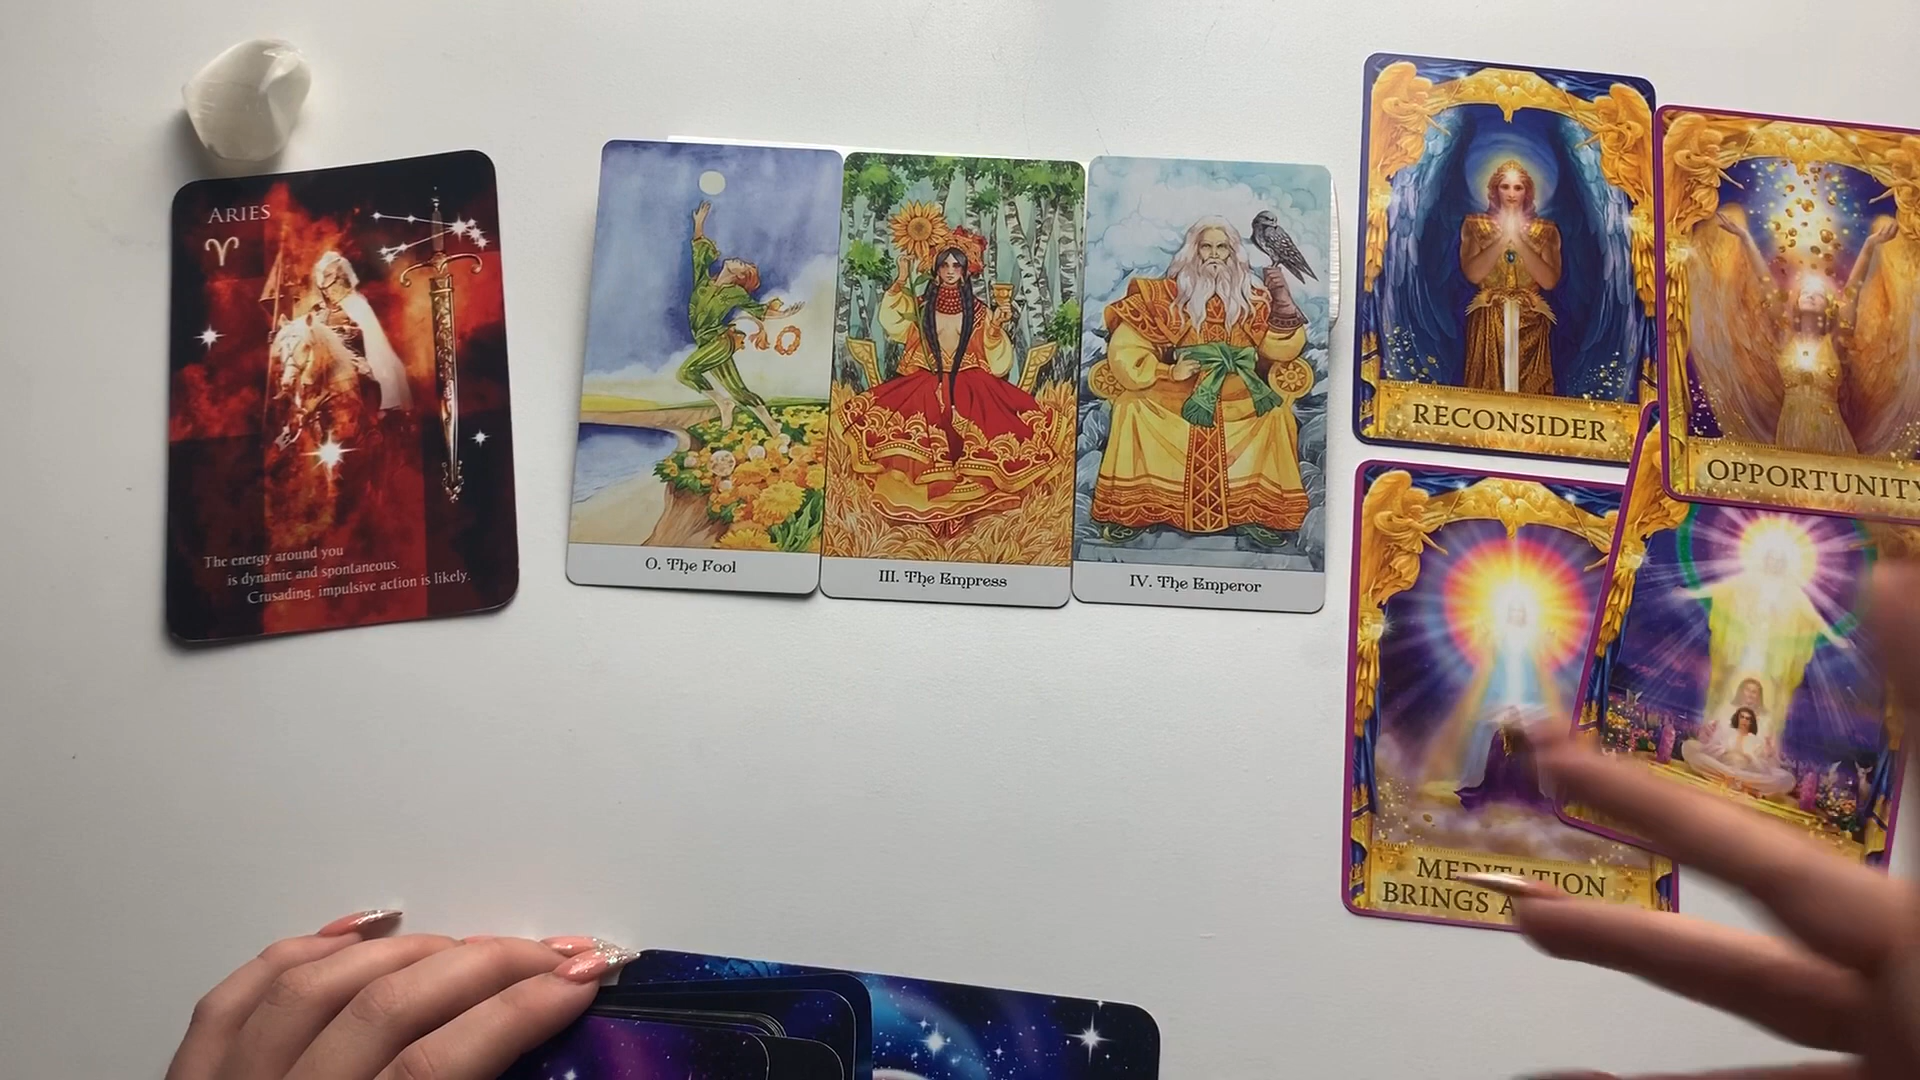 ARIES
The energy around you
is dynamic and spontaneous.
Crusading, impulsive action is likely.
O. The Fool
III. The Empress
IV. The Emperor
RECONSIDER
OPPORTUNITY
MEDITATION
BRINGS